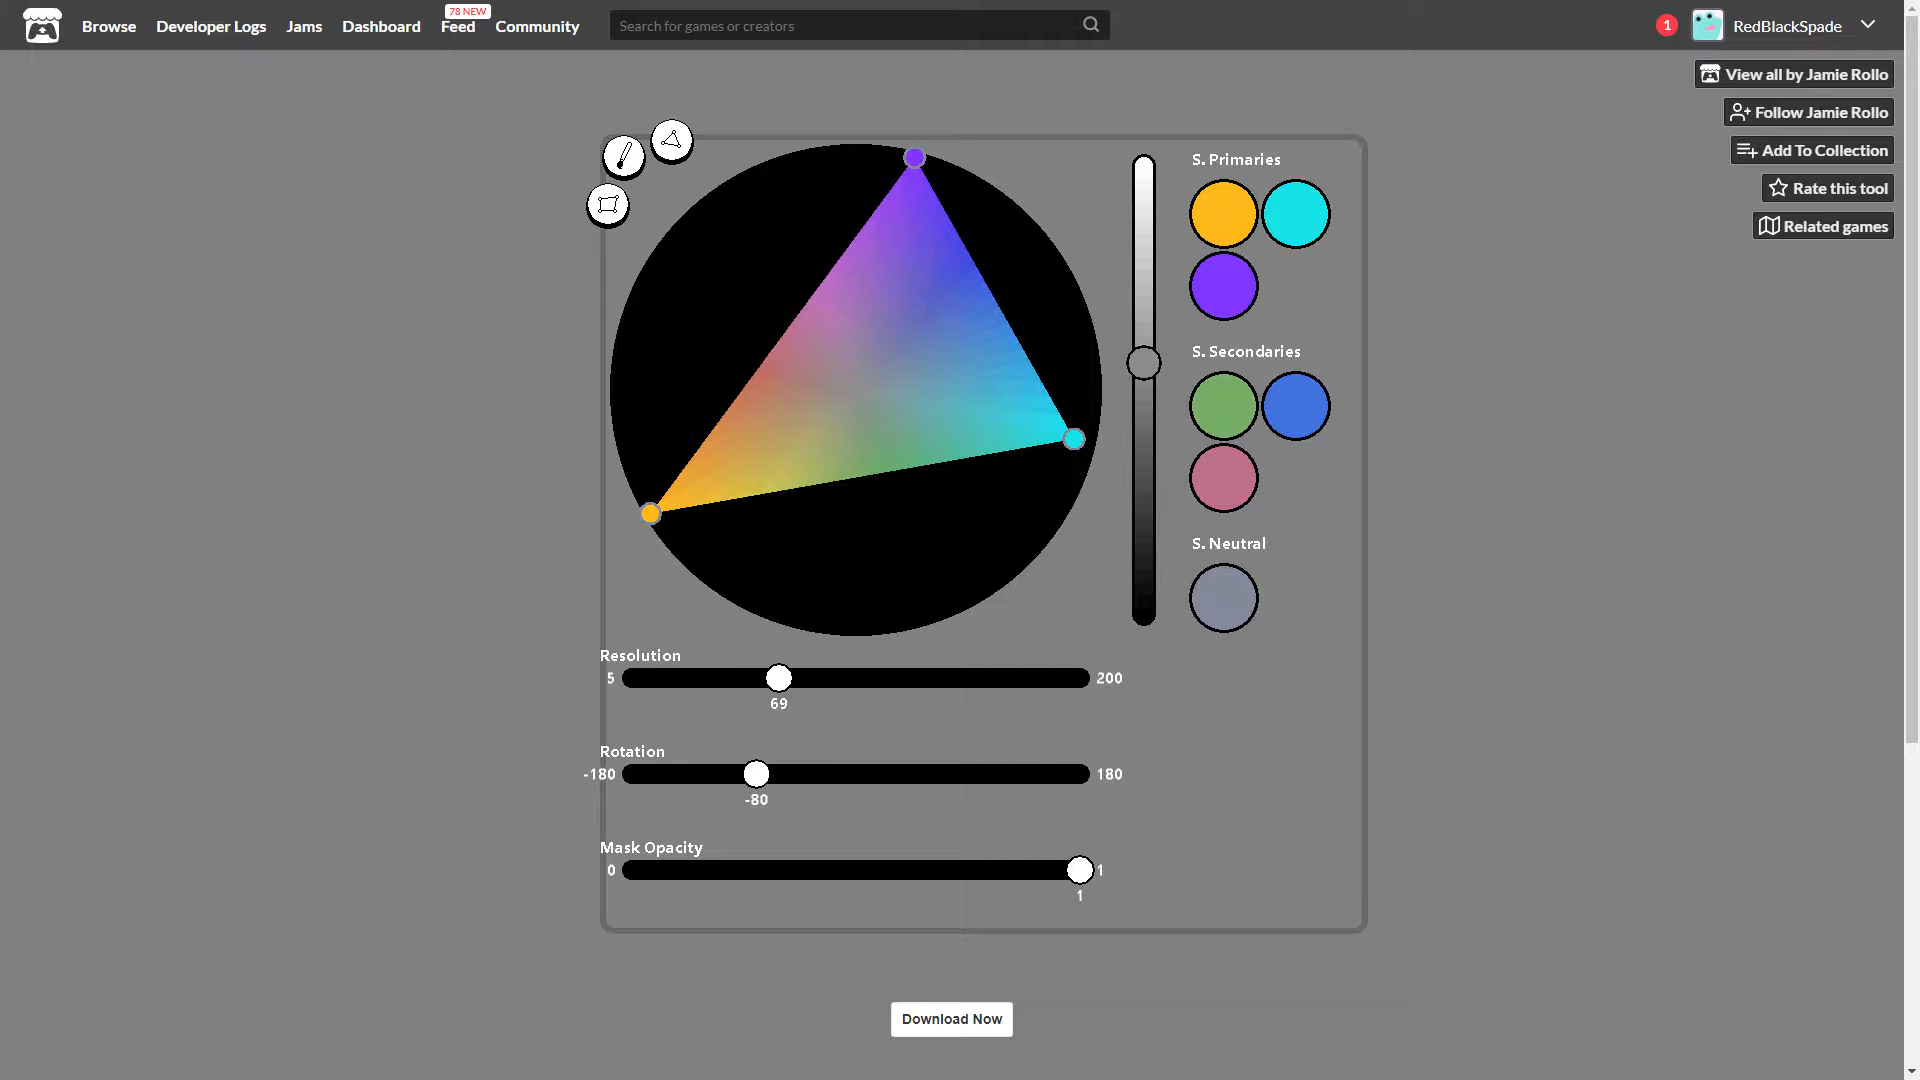 Browse
Developer Logs
Jams
Dashboard
78 NEW
Feed
Community
Search for games or creators
1
RedBlackSpade
View all by Jamie Rollo
Follow Jamie Rollo
Add To Collection
Rate this tool
Related games
S. Primaries
S. Secondaries
S. Neutral
Resolution
5
200
69
Rotation
-180
180
-80
Mask Opacity
0
1
1
Download Now